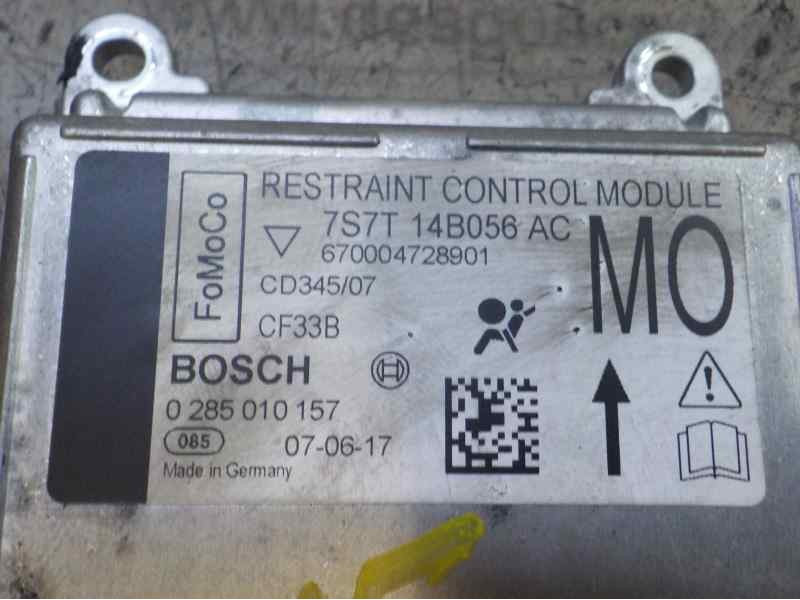 RESTRAINT CONTROL MODULE
FoMoCo
7S7T 14B056 AC
670004728901
MO
CD345/07
CF33B
BOSCH
0 285 010 157
085
07-06-17
Made in Germany